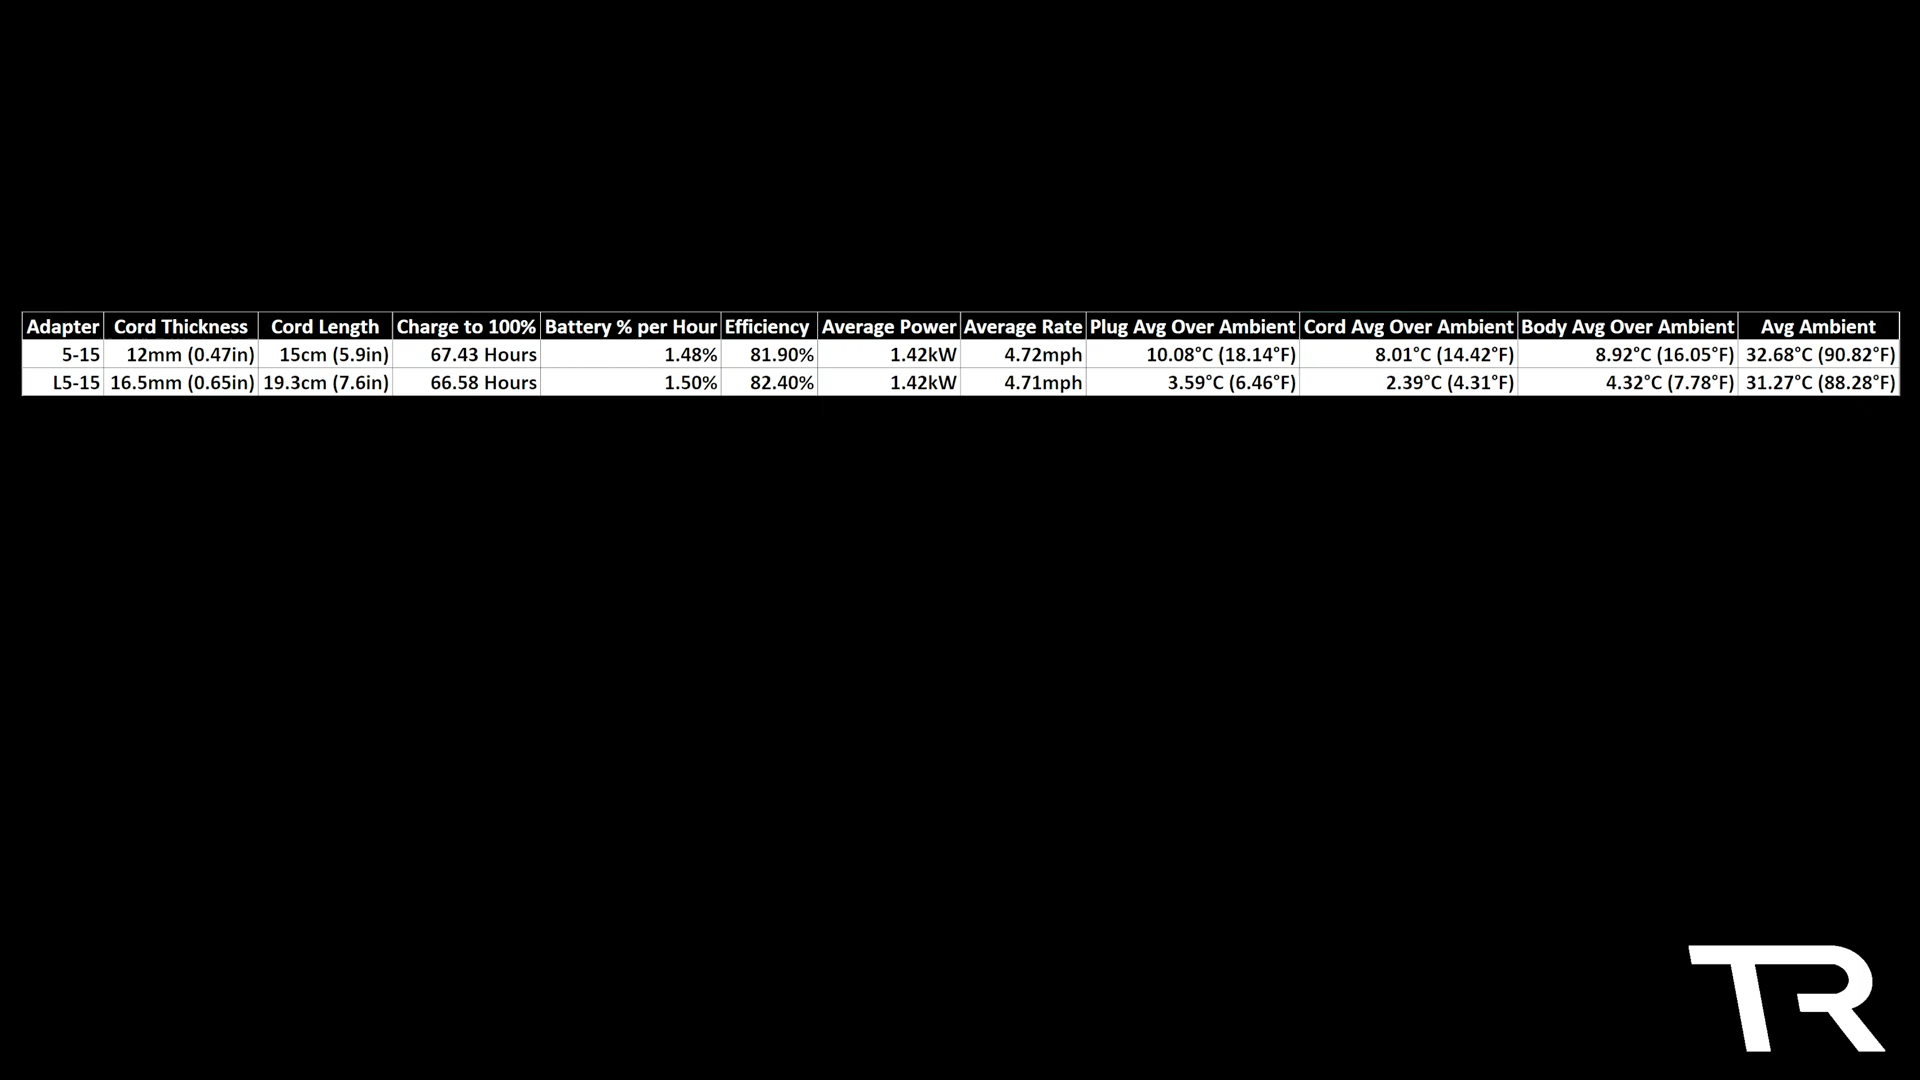 Adapter Cord Thickness Cord Length Charge to 100% Battery % per Hour Efficiency Average Power Average Rate Plug Avg Over Ambient Cord Avg Over Ambient Body Avg Over Ambient Avg Ambient
5-15 12mm (0.47in) 15cm (5.9in) 67.43 Hours 1.48% 81.90% 1.42kW 4.72mph 10.08°C (18.14°F) 8.01°C (14.42°F) 8.92°C (16.05°F) 32.68°C (90.82°F)
L5-15 16.5mm (0.65in) 19.3cm (7.6in) 66.58 Hours 1.50% 82.40% 1.42kW 4.71mph 3.59°C (6.46°F) 2.39°C (4.31°F) 4.32°C (7.78°F) 31.27°C (88.28°F)
TR